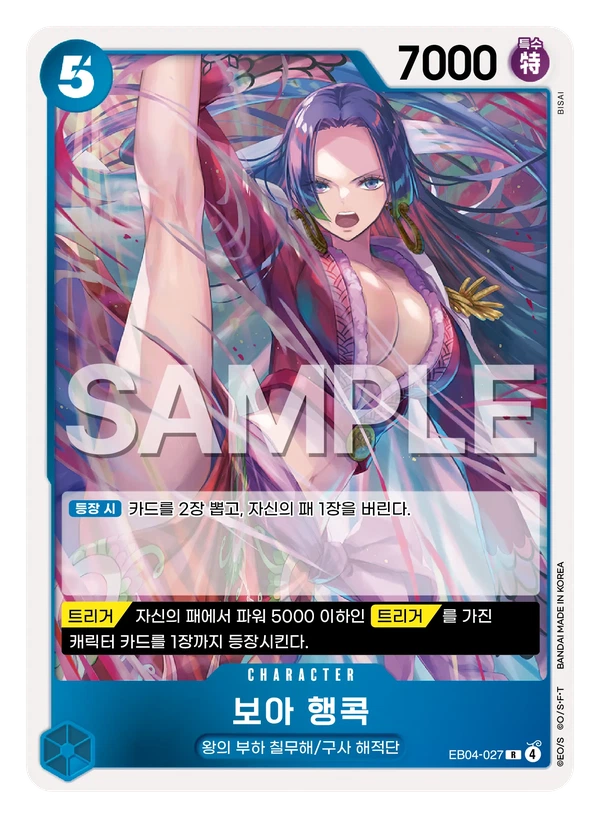 5
7000
특수
特
BISAI
SAMPLE
등장 시 카드를 2장 뽑고, 자신의 패 1장을 버린다.
트리거 자신의 패에서 파워 5000 이하인 트리거 를 가진
캐릭터 카드를 1장까지 등장시킨다.
CHARACTER
보아 행콕
왕의 부하 칠무해/구사 해적단
EB04-027 R 4
©EO/S ©O/S·F·T BANDAI MADE IN KOREA